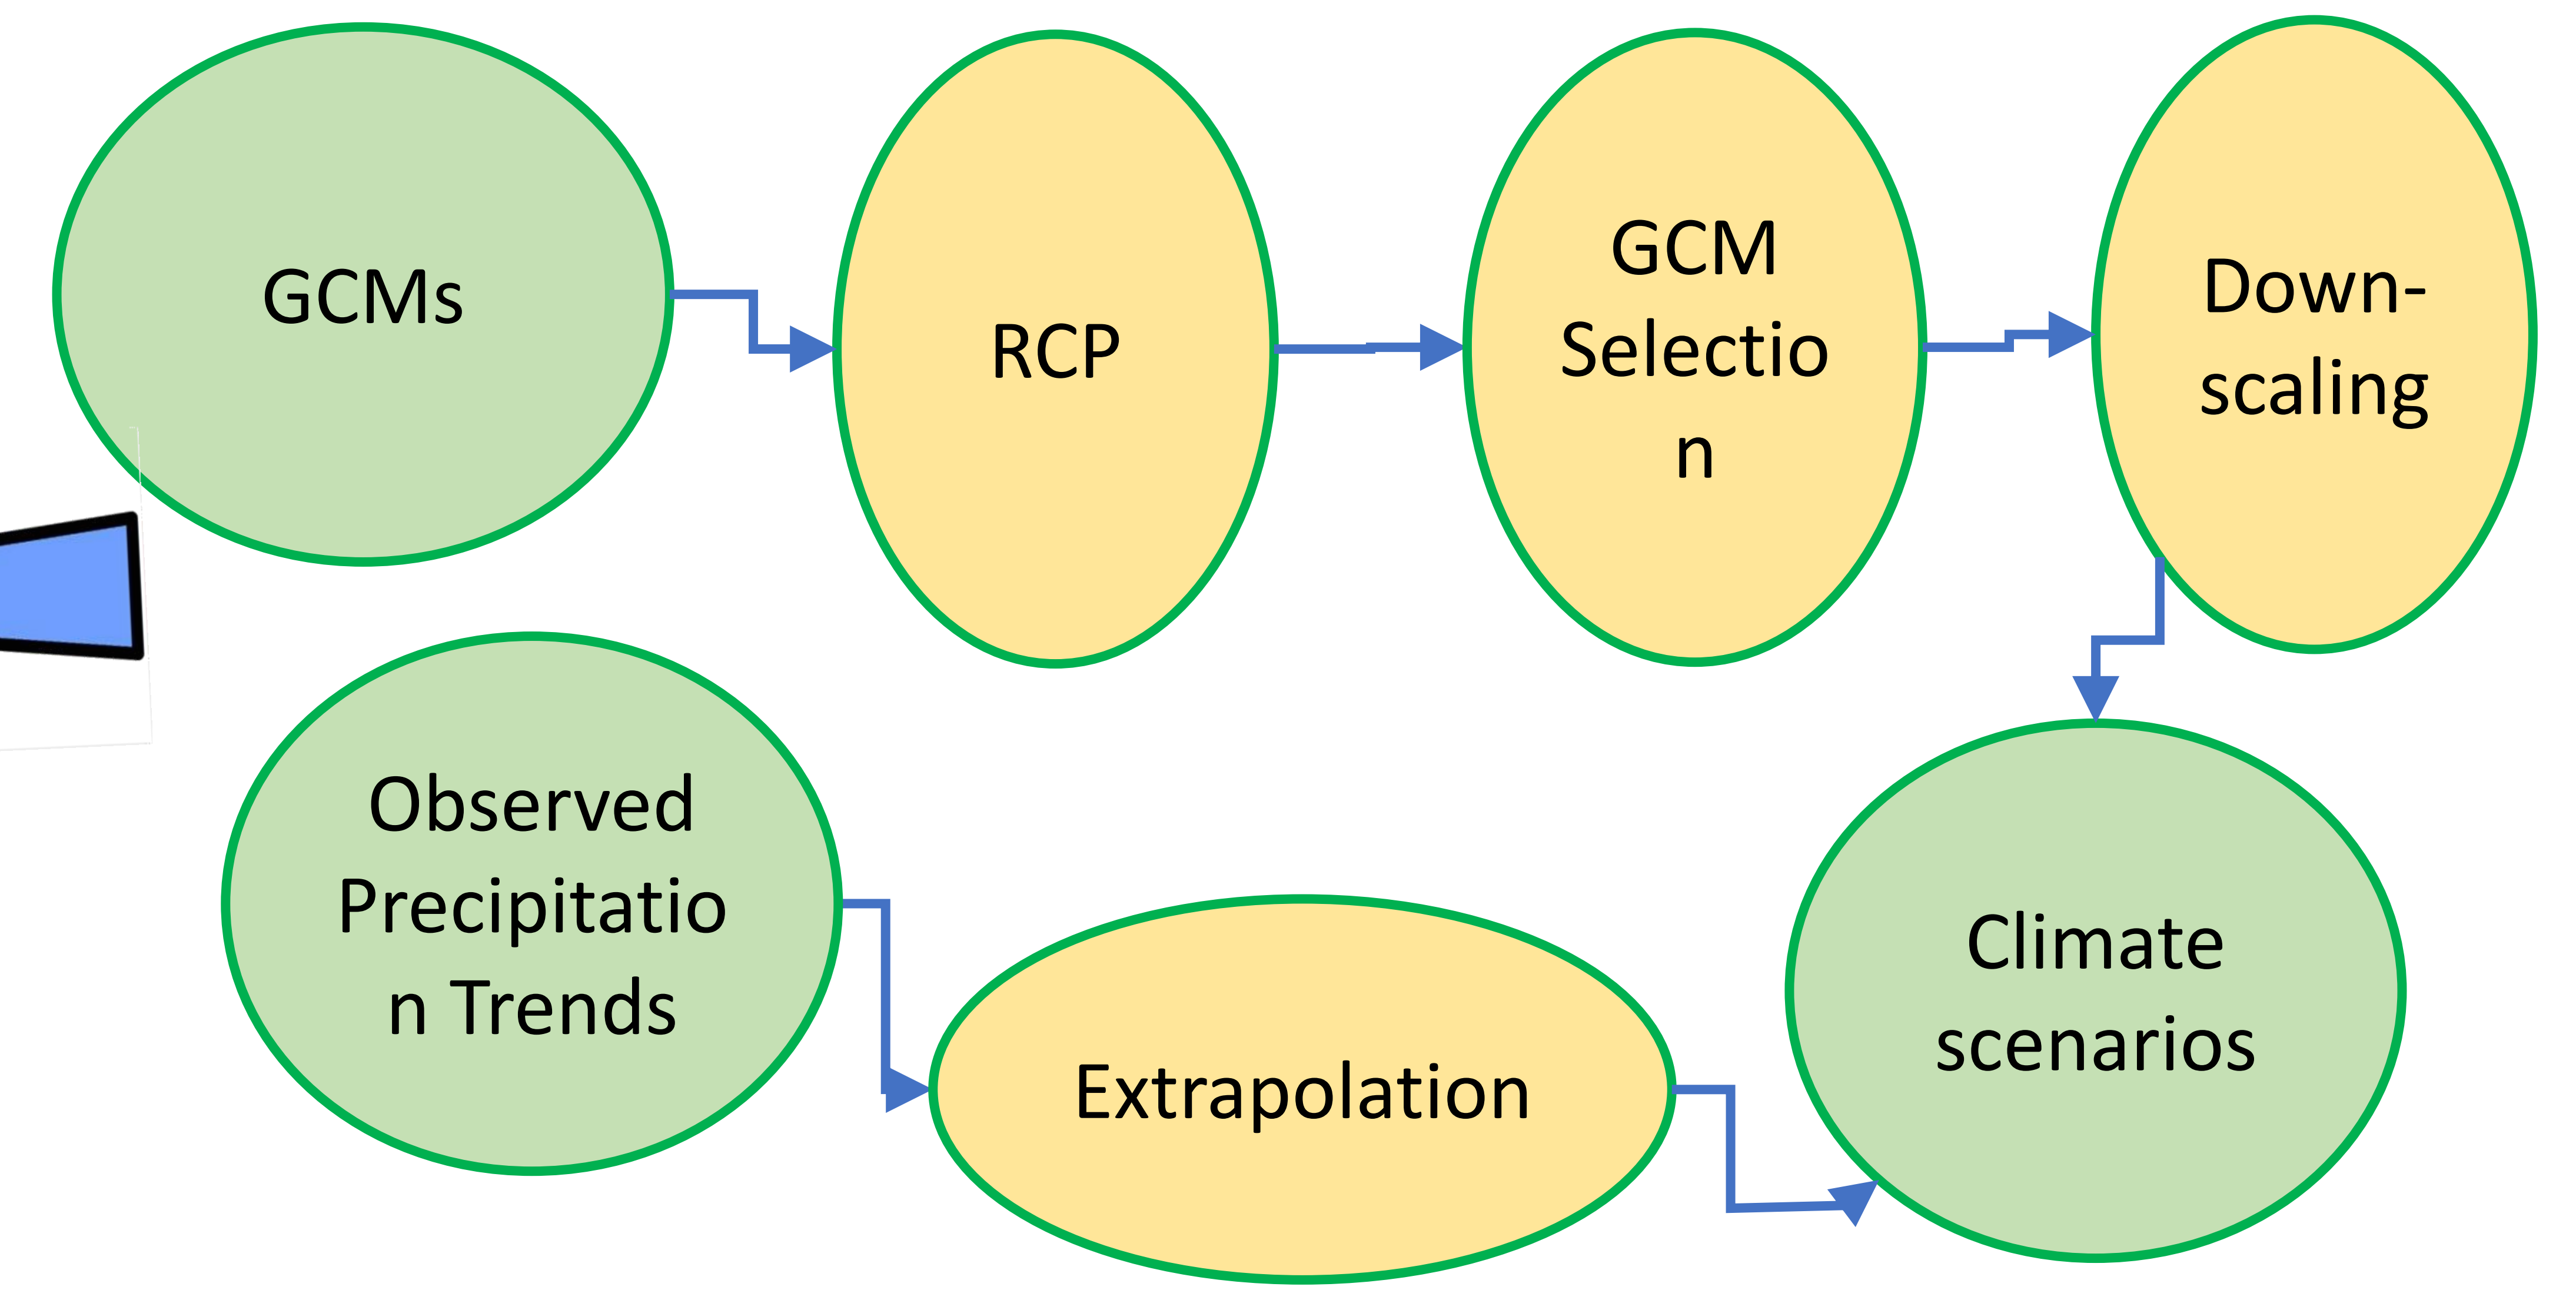 GCMs
RCP
GCM
Selectio
n
Down-
scaling
Observed
Precipitatio
n Trends
Extrapolation
Climate
scenarios